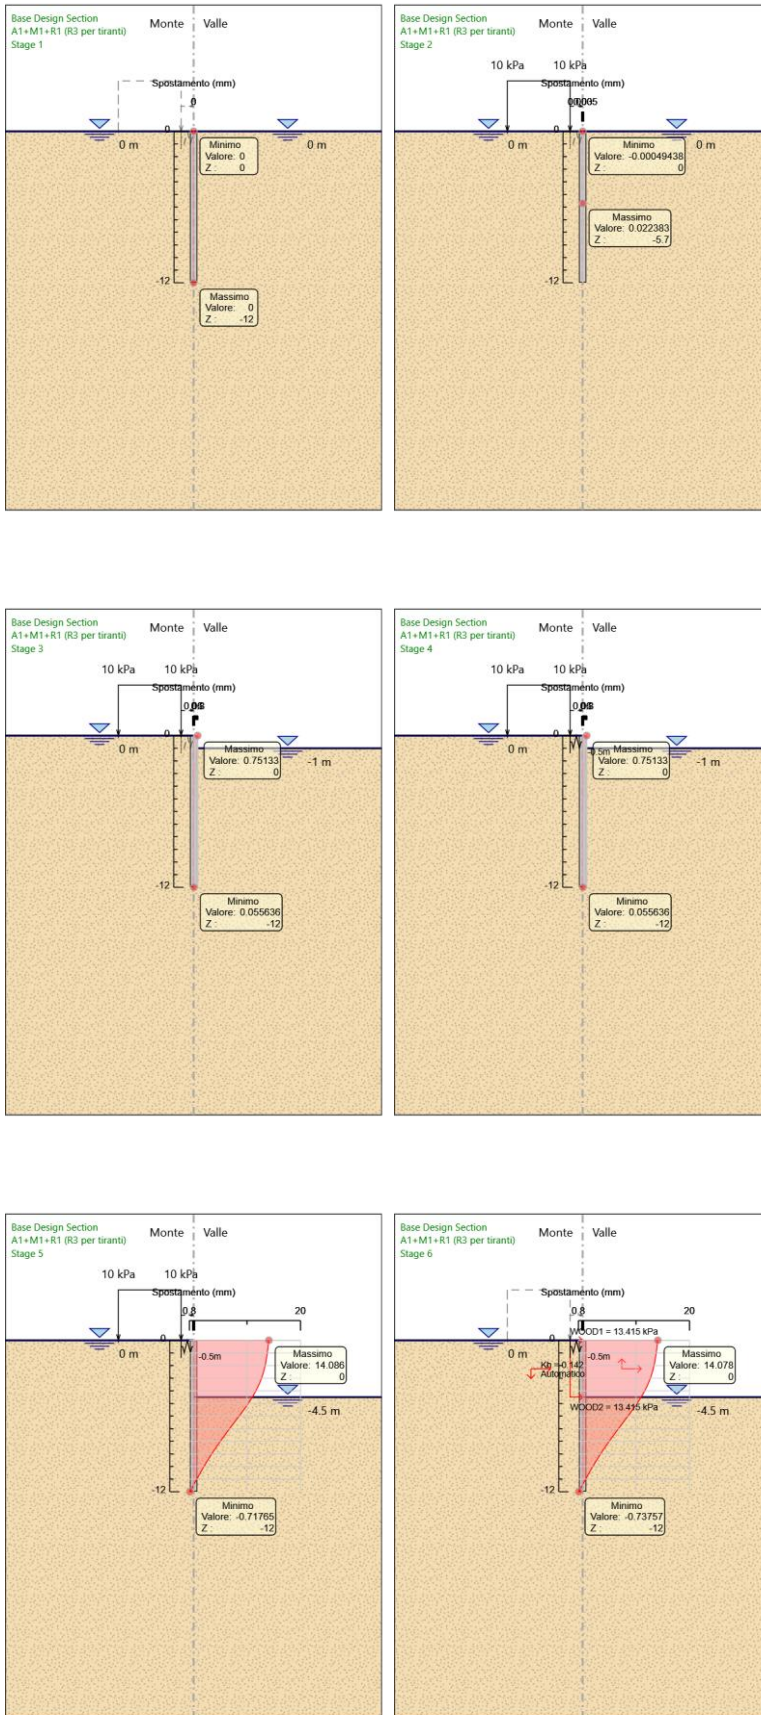 Base Design Section
A1+M1+R1 (R3 per tiranti)
Stage 1
Monte Valle
Spostamento (mm)
0
0
0 m
0 m
Minimo
Valore: 0
Z : 0
-12
Massimo
Valore: 0
Z : -12
Base Design Section
A1+M1+R1 (R3 per tiranti)
Stage 2
Monte Valle
10 kPa 10 kPa
Spostamento (mm)
0
0 m
0 m
Minimo
Valore: -0.00049438
Z : 0
Massimo
Valore: 0.022383
Z : -5.7
-12
Base Design Section
A1+M1+R1 (R3 per tiranti)
Stage 3
Monte Valle
10 kPa 10 kPa
Spostamento (mm)
0
0 m
-1 m
Massimo
Valore: 0.75133
Z : 0
-12
Minimo
Valore: 0.055636
Z : -12
Base Design Section
A1+M1+R1 (R3 per tiranti)
Stage 4
Monte Valle
10 kPa 10 kPa
Spostamento (mm)
0
0 m
-0.5m
-1 m
Massimo
Valore: 0.75133
Z : 0
-12
Minimo
Valore: 0.055636
Z : -12
Base Design Section
A1+M1+R1 (R3 per tiranti)
Stage 5
Monte Valle
10 kPa 10 kPa
Spostamento (mm)
0.8 20
0
0 m
-0.5m
Massimo
Valore: 14.086
Z : 0
-4.5 m
-12
Minimo
Valore: -0.71765
Z : -12
Base Design Section
A1+M1+R1 (R3 per tiranti)
Stage 6
Monte Valle
Spostamento (mm)
0.8 20
WOOD1 = 13.415 kPa
0
0 m
-0.5m
Kh = 0.142
Automatico
Massimo
Valore: 14.078
Z : 0
WOOD2 = 13.415 kPa
-4.5 m
-12
Minimo
Valore: -0.73757
Z : -12